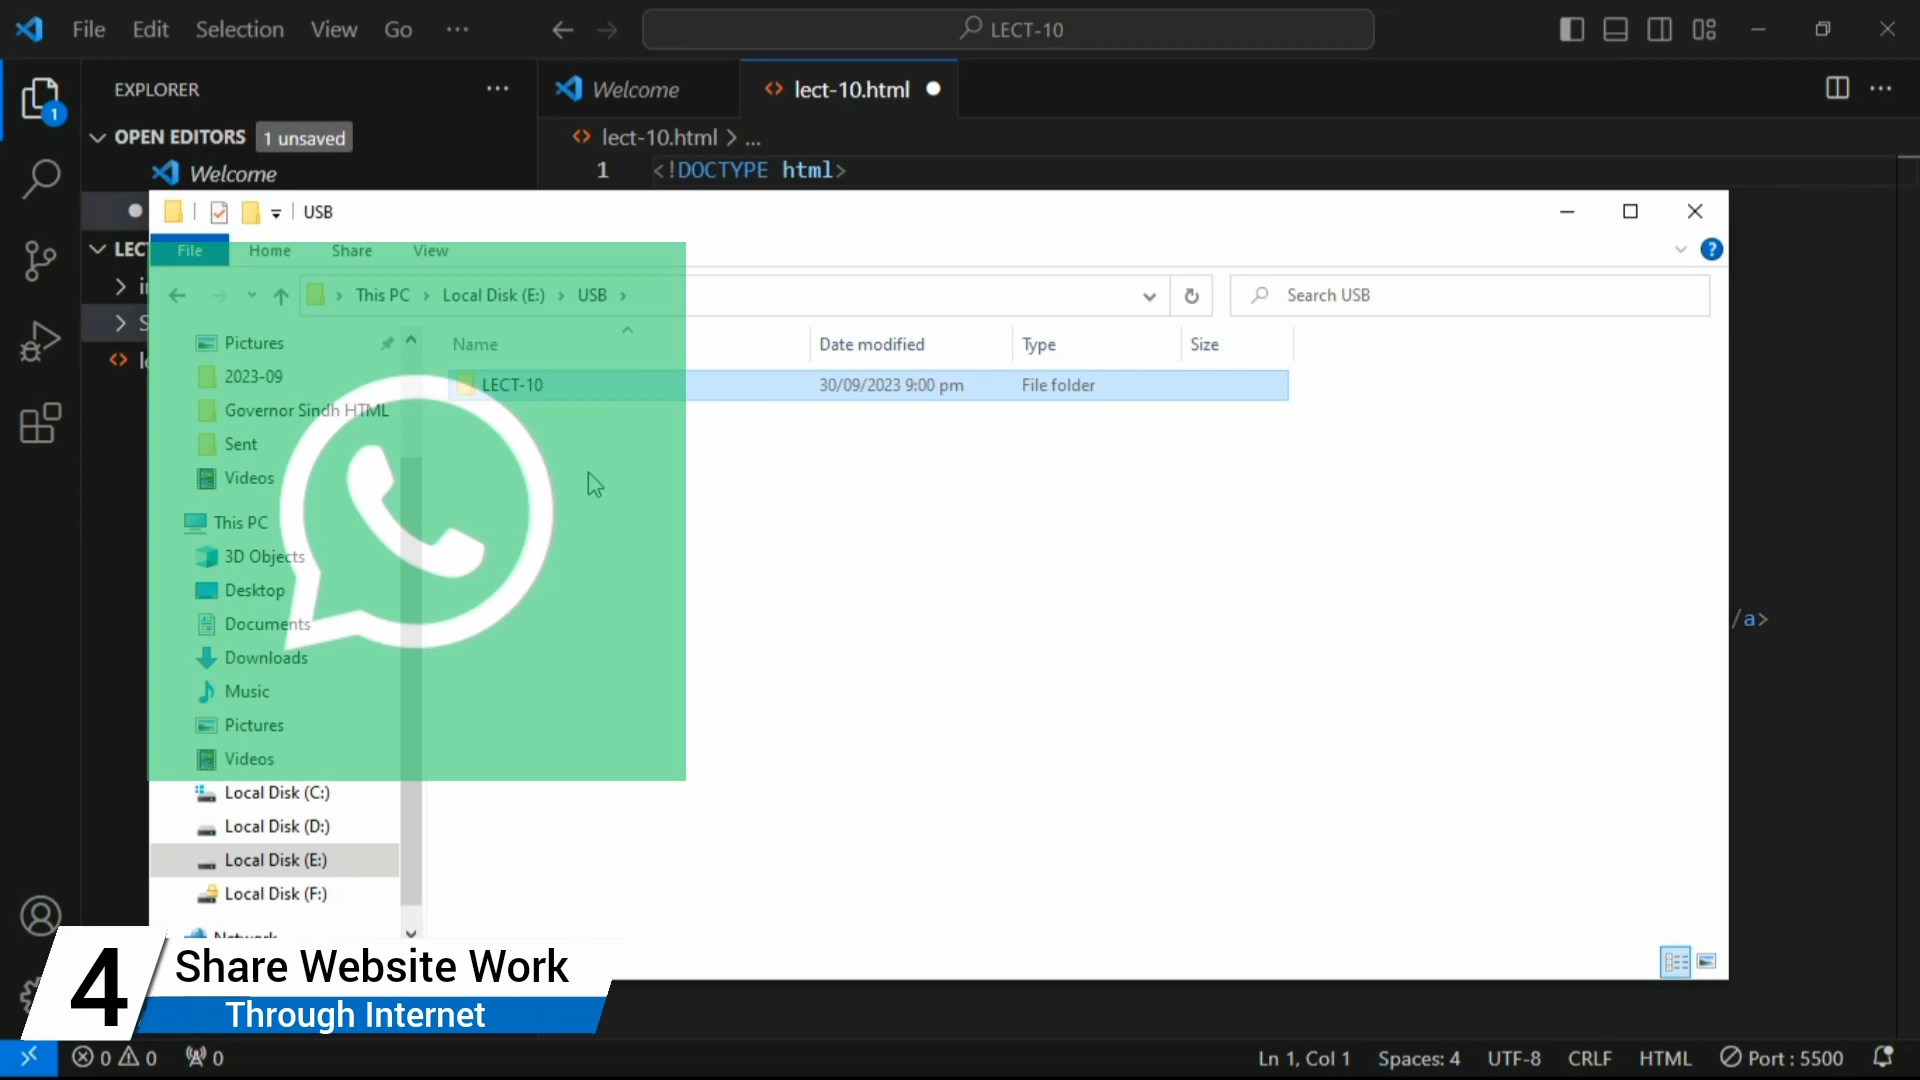 File Edit Selection View Go ...
LECT-10
EXPLORER
Welcome
lect-10.html
OPEN EDITORS 1 unsaved
lect-10.html > ...
Welcome
1 <!DOCTYPE html>
USB
LEC
File Home Share View
This PC > Local Disk (E:) > USB >
Search USB
Pictures
Name Date modified Type Size
2023-09
LECT-10 30/09/2023 9:00 pm File folder
Governor Sindh HTML
Sent
Videos
This PC
3D Objects
Desktop
Documents
/a>
Downloads
Music
Pictures
Videos
Local Disk (C:)
Local Disk (D:)
Local Disk (E:)
Local Disk (F:)
Network
4
Share Website Work
Through Internet
0 0 0
Ln 1, Col 1 Spaces: 4 UTF-8 CRLF HTML Port : 5500